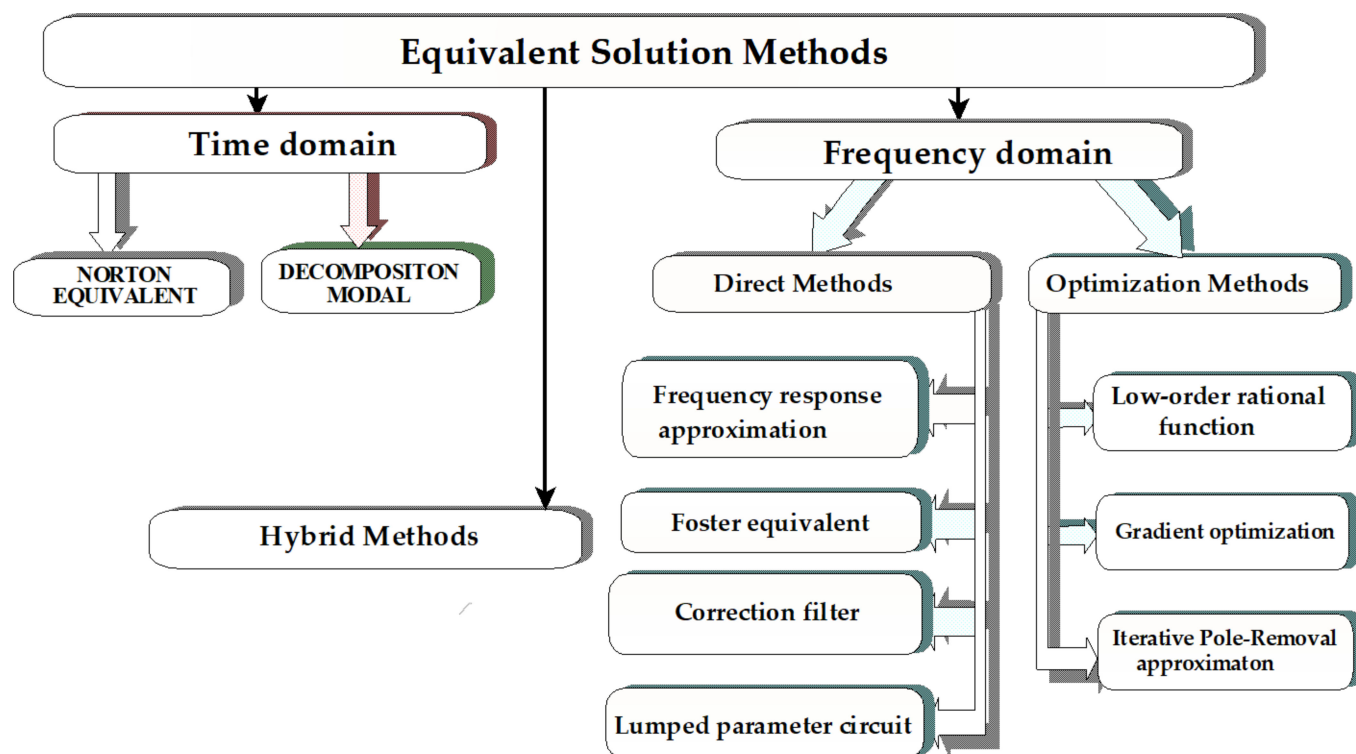 Equivalent Solution Methods
Time domain
Frequency domain
NORTON
EQUIVALENT
DECOMPOSITON
MODAL
Direct Methods
Optimization Methods
Frequency response
approximation
Low-order rational
function
Foster equivalent
Gradient optimization
Hybrid Methods
Correction filter
Iterative Pole-Removal
approximaton
Lumped parameter circuit